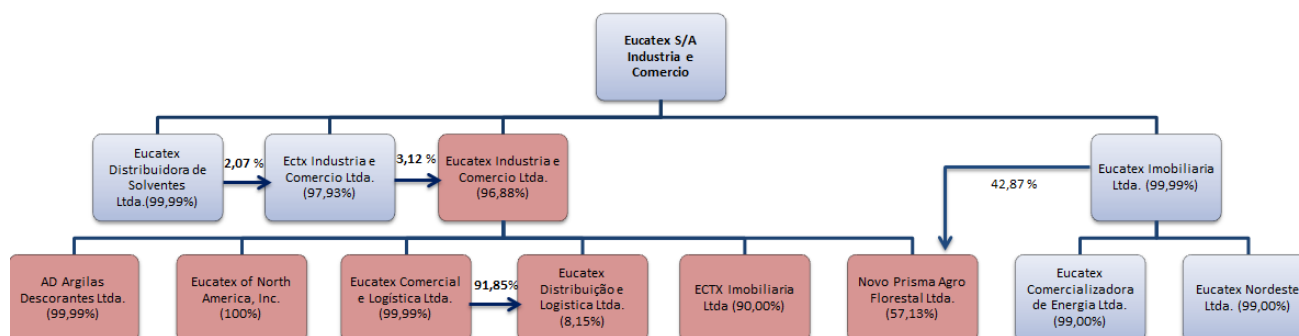 Eucatex S/A
Industria e
Comercio
Eucatex
Distribuidora de
Solventes
Ltda.(99,99%)
2,07 %
Ectx Industria e
Comercio Ltda.
(97,93%)
3,12 %
Eucatex Industria e
Comercio Ltda.
(96,88%)
42,87 %
Eucatex Imobiliaria
Ltda. (99,99%)
AD Argilas
Descorantes Ltda.
(99,99%)
Eucatex of North
America, Inc.
(100%)
Eucatex Comercial
e Logística Ltda.
(99,99%)
91,85%
Eucatex
Distribuição e
Logistica Ltda.
(8,15%)
ECTX Imobiliaria
Ltda (90,00%)
Novo Prisma Agro
Florestal Ltda.
(57,13%)
Eucatex
Comercializadora
de Energia Ltda.
(99,00%)
Eucatex Nordeste
Ltda. (99,00%)